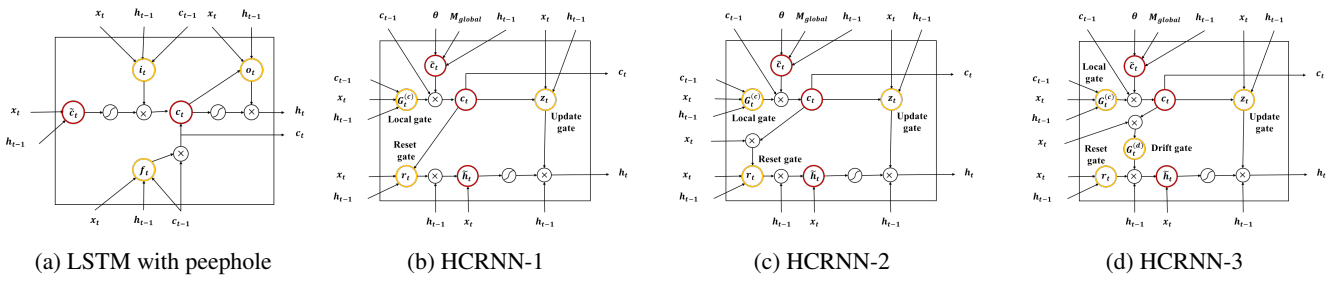 x_t h_{t-1} c_{t-1} x_t h_{t-1}
i_t o_t
x_t c̃_t × c_t × h_t
h_{t-1} c_t
×
f_t
x_t h_{t-1} c_{t-1}
(a) LSTM with peephole
c_{t-1} θ M_{global} h_{t-1} x_t h_{t-1}
c̃_t
c_t
c_{t-1}
x_t G_t^{(c)} × c_t z_t
h_{t-1} Local gate Update
gate
Reset
gate
x_t r_t × h̃_t × h_t
h_{t-1}
h_{t-1} x_t h_{t-1}
(b) HCRNN-1
c_{t-1} θ M_{global} h_{t-1} x_t h_{t-1}
c̃_t
c_t
c_{t-1}
x_t G_t^{(c)} × c_t z_t
h_{t-1} Local gate Update
gate
x_t ×
Reset gate
x_t r_t × h̃_t × h_t
h_{t-1}
h_{t-1} x_t h_{t-1}
(c) HCRNN-2
c_{t-1} θ M_{global} h_{t-1} x_t h_{t-1}
Local
gate
c̃_t
c_t
c_{t-1}
x_t G_t^{(c)} × c_t z_t
h_{t-1} Update
gate
×
x_t
Reset
gate
G_t^{(d)} Drift gate
x_t r_t × h̃_t × h_t
h_{t-1}
h_{t-1} x_t h_{t-1}
(d) HCRNN-3